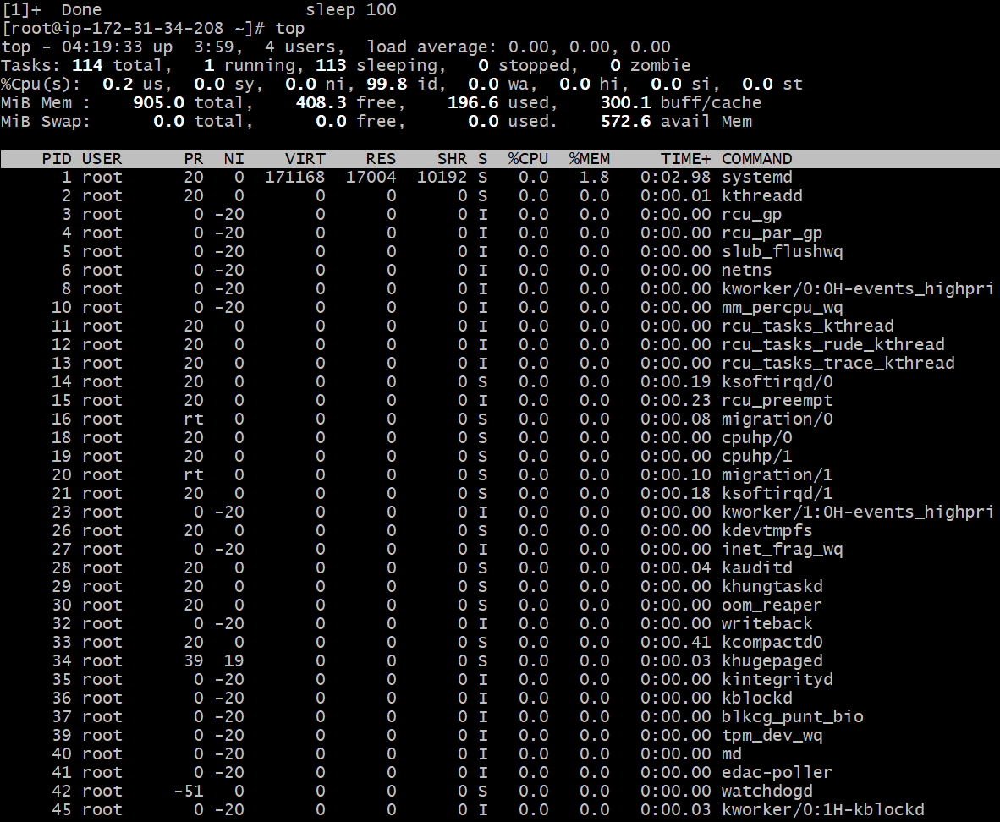 [1]+  Done                    sleep 100
[root@ip-172-31-34-208 ~]# top
top - 04:19:33 up  3:59,  4 users,  load average: 0.00, 0.00, 0.00
Tasks: 114 total,   1 running, 113 sleeping,   0 stopped,   0 zombie
%Cpu(s):  0.2 us,  0.0 sy,  0.0 ni, 99.8 id,  0.0 wa,  0.0 hi,  0.0 si,  0.0 st
MiB Mem :    905.0 total,    408.3 free,    196.6 used,    300.1 buff/cache
MiB Swap:      0.0 total,      0.0 free,      0.0 used.    572.6 avail Mem
    PID USER      PR  NI    VIRT    RES    SHR S  %CPU  %MEM     TIME+ COMMAND
      1 root      20   0  171168  17004  10192 S   0.0   1.8   0:02.98 systemd
      2 root      20   0       0      0      0 S   0.0   0.0   0:00.01 kthreadd
      3 root       0 -20       0      0      0 I   0.0   0.0   0:00.00 rcu_gp
      4 root       0 -20       0      0      0 I   0.0   0.0   0:00.00 rcu_par_gp
      5 root       0 -20       0      0      0 I   0.0   0.0   0:00.00 slub_flushwq
      6 root       0 -20       0      0      0 I   0.0   0.0   0:00.00 netns
      8 root       0 -20       0      0      0 I   0.0   0.0   0:00.00 kworker/0:0H-events_highpri
     10 root       0 -20       0      0      0 I   0.0   0.0   0:00.00 mm_percpu_wq
     11 root      20   0       0      0      0 I   0.0   0.0   0:00.00 rcu_tasks_kthread
     12 root      20   0       0      0      0 I   0.0   0.0   0:00.00 rcu_tasks_rude_kthread
     13 root      20   0       0      0      0 I   0.0   0.0   0:00.00 rcu_tasks_trace_kthread
     14 root      20   0       0      0      0 S   0.0   0.0   0:00.19 ksoftirqd/0
     15 root      20   0       0      0      0 I   0.0   0.0   0:00.23 rcu_preempt
     16 root      rt   0       0      0      0 S   0.0   0.0   0:00.08 migration/0
     18 root      20   0       0      0      0 S   0.0   0.0   0:00.00 cpuhp/0
     19 root      20   0       0      0      0 S   0.0   0.0   0:00.00 cpuhp/1
     20 root      rt   0       0      0      0 S   0.0   0.0   0:00.10 migration/1
     21 root      20   0       0      0      0 S   0.0   0.0   0:00.18 ksoftirqd/1
     23 root       0 -20       0      0      0 I   0.0   0.0   0:00.00 kworker/1:0H-events_highpri
     26 root      20   0       0      0      0 S   0.0   0.0   0:00.00 kdevtmpfs
     27 root       0 -20       0      0      0 I   0.0   0.0   0:00.00 inet_frag_wq
     28 root      20   0       0      0      0 S   0.0   0.0   0:00.04 kauditd
     29 root      20   0       0      0      0 S   0.0   0.0   0:00.00 khungtaskd
     30 root      20   0       0      0      0 S   0.0   0.0   0:00.00 oom_reaper
     32 root       0 -20       0      0      0 I   0.0   0.0   0:00.00 writeback
     33 root      20   0       0      0      0 S   0.0   0.0   0:00.41 kcompactd0
     34 root      39  19       0      0      0 S   0.0   0.0   0:00.03 khugepaged
     35 root       0 -20       0      0      0 I   0.0   0.0   0:00.00 kintegrityd
     36 root       0 -20       0      0      0 I   0.0   0.0   0:00.00 kblockd
     37 root       0 -20       0      0      0 I   0.0   0.0   0:00.00 blkcg_punt_bio
     39 root       0 -20       0      0      0 I   0.0   0.0   0:00.00 tpm_dev_wq
     40 root       0 -20       0      0      0 I   0.0   0.0   0:00.00 md
     41 root       0 -20       0      0      0 I   0.0   0.0   0:00.00 edac-poller
     42 root     -51   0       0      0      0 S   0.0   0.0   0:00.00 watchdogd
     45 root       0 -20       0      0      0 I   0.0   0.0   0:00.03 kworker/0:1H-kblockd